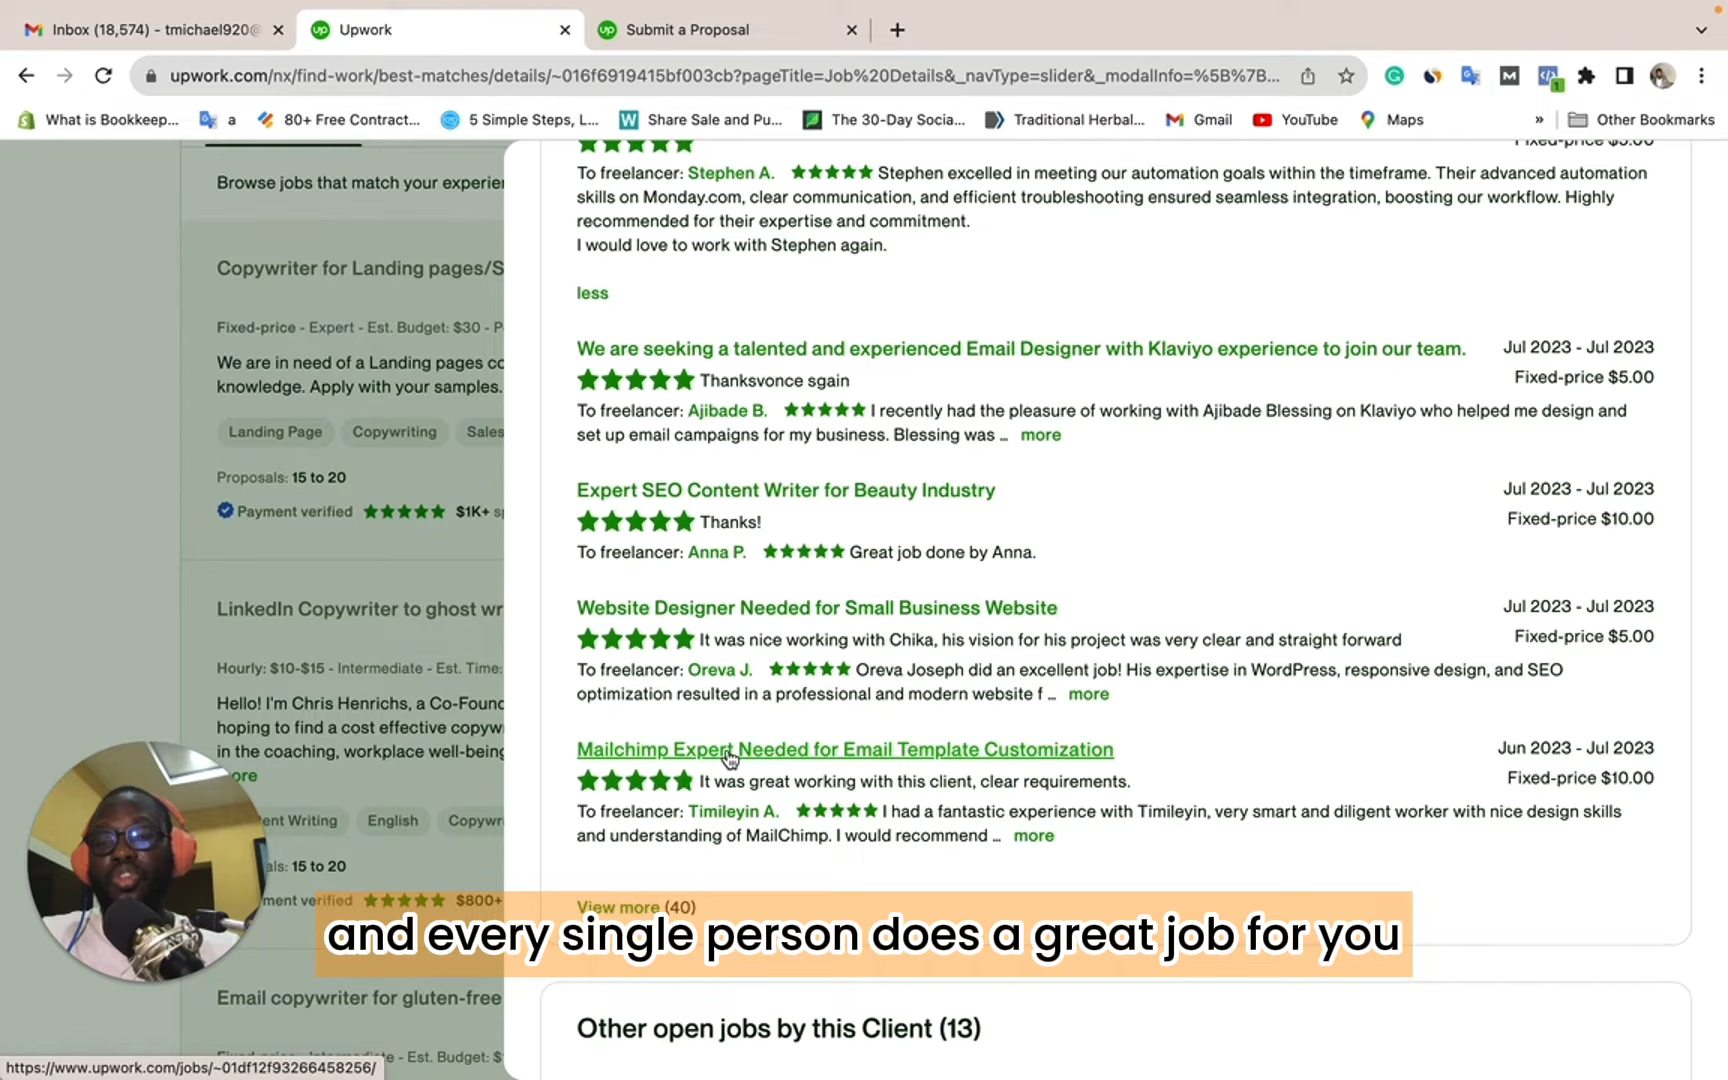 Inbox (18,574) - tmichael920@
Upwork
Submit a Proposal
upwork.com/nx/find-work/best-matches/details/~016f6919415bf003cb?pageTitle=Job%20Details&_navType=slider&_modalInfo=%5B%7B...
What is Bookkeep...
a
80+ Free Contract...
5 Simple Steps, L...
Share Sale and Pu...
The 30-Day Socia...
Traditional Herbal...
Gmail
YouTube
Maps
»
Other Bookmarks
Browse jobs that match your experien
Copywriter for Landing pages/S
Fixed-price - Expert - Est. Budget: $30 - P
We are in need of a Landing pages co
knowledge. Apply with your samples.
Landing Page
Copywriting
Sales
Proposals: 15 to 20
Payment verified
$1K+ s
LinkedIn Copywriter to ghost wr
Hourly: $10-$15 - Intermediate - Est. Time:
Hello! I'm Chris Henrichs, a Co-Found
hoping to find a cost effective copyw
in the coaching, workplace well-being
ore
ent Writing
English
Copywr
als: 15 to 20
ment verified
$800+
Email copywriter for gluten-free
- Intermediate - Est. Budget: $
https://www.upwork.com/jobs/~01df12f93266458256/
Fixed-price $5.00
To freelancer: Stephen A. Stephen excelled in meeting our automation goals within the timeframe. Their advanced automation
skills on Monday.com, clear communication, and efficient troubleshooting ensured seamless integration, boosting our workflow. Highly
recommended for their expertise and commitment.
I would love to work with Stephen again.
less
We are seeking a talented and experienced Email Designer with Klaviyo experience to join our team.
Jul 2023 - Jul 2023
Thanksvonce sgain
Fixed-price $5.00
To freelancer: Ajibade B. I recently had the pleasure of working with Ajibade Blessing on Klaviyo who helped me design and
set up email campaigns for my business. Blessing was … more
Expert SEO Content Writer for Beauty Industry
Jul 2023 - Jul 2023
Thanks!
Fixed-price $10.00
To freelancer: Anna P. Great job done by Anna.
Website Designer Needed for Small Business Website
Jul 2023 - Jul 2023
It was nice working with Chika, his vision for his project was very clear and straight forward
Fixed-price $5.00
To freelancer: Oreva J. Oreva Joseph did an excellent job! His expertise in WordPress, responsive design, and SEO
optimization resulted in a professional and modern website f … more
Mailchimp Expert Needed for Email Template Customization
Jun 2023 - Jul 2023
It was great working with this client, clear requirements.
Fixed-price $10.00
To freelancer: Timileyin A. I had a fantastic experience with Timileyin, very smart and diligent worker with nice design skills
and understanding of MailChimp. I would recommend … more
View more (40)
and every single person does a great job for you
Other open jobs by this Client (13)